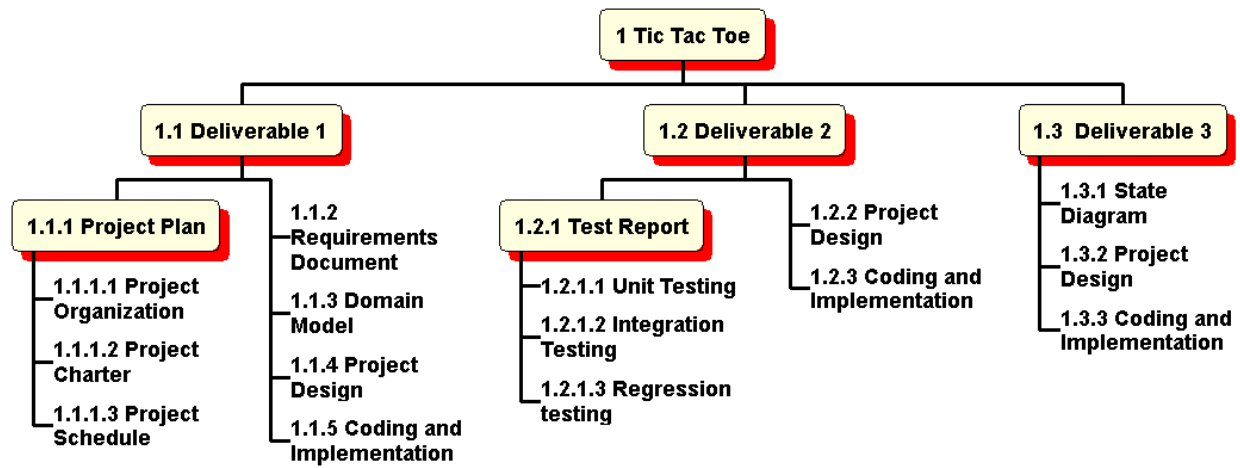 1 Tic Tac Toe
1.1 Deliverable 1
1.2 Deliverable 2
1.3 Deliverable 3
1.1.1 Project Plan
1.1.1.1 Project
Organization
1.1.1.2 Project
Charter
1.1.1.3 Project
Schedule
1.1.2
Requirements
Document
1.1.3 Domain
Model
1.1.4 Project
Design
1.1.5 Coding and
Implementation
1.2.1 Test Report
1.2.1.1 Unit Testing
1.2.1.2 Integration
Testing
1.2.1.3 Regression
testing
1.2.2 Project
Design
1.2.3 Coding and
Implementation
1.3.1 State
Diagram
1.3.2 Project
Design
1.3.3 Coding and
Implementation